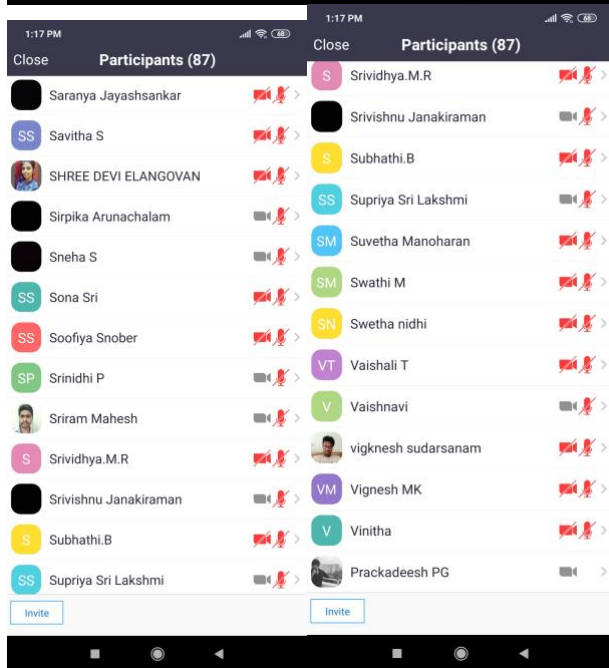 1:17 PM
68
Close
Participants (87)
Saranya Jayashsankar
SS
Savitha S
SHREE DEVI ELANGOVAN
Sirpika Arunachalam
Sneha S
SS
Sona Sri
SS
Soofiya Snober
SP
Srinidhi P
Sriram Mahesh
S
Srividhya.M.R
Srivishnu Janakiraman
S
Subhathi.B
SS
Supriya Sri Lakshmi
Invite
1:17 PM
68
Close
Participants (87)
S
Srividhya.M.R
Srivishnu Janakiraman
S
Subhathi.B
SS
Supriya Sri Lakshmi
SM
Suvetha Manoharan
SM
Swathi M
SN
Swetha nidhi
VT
Vaishali T
V
Vaishnavi
vigknesh sudarsanam
VM
Vignesh MK
V
Vinitha
Prackadeesh PG
Invite